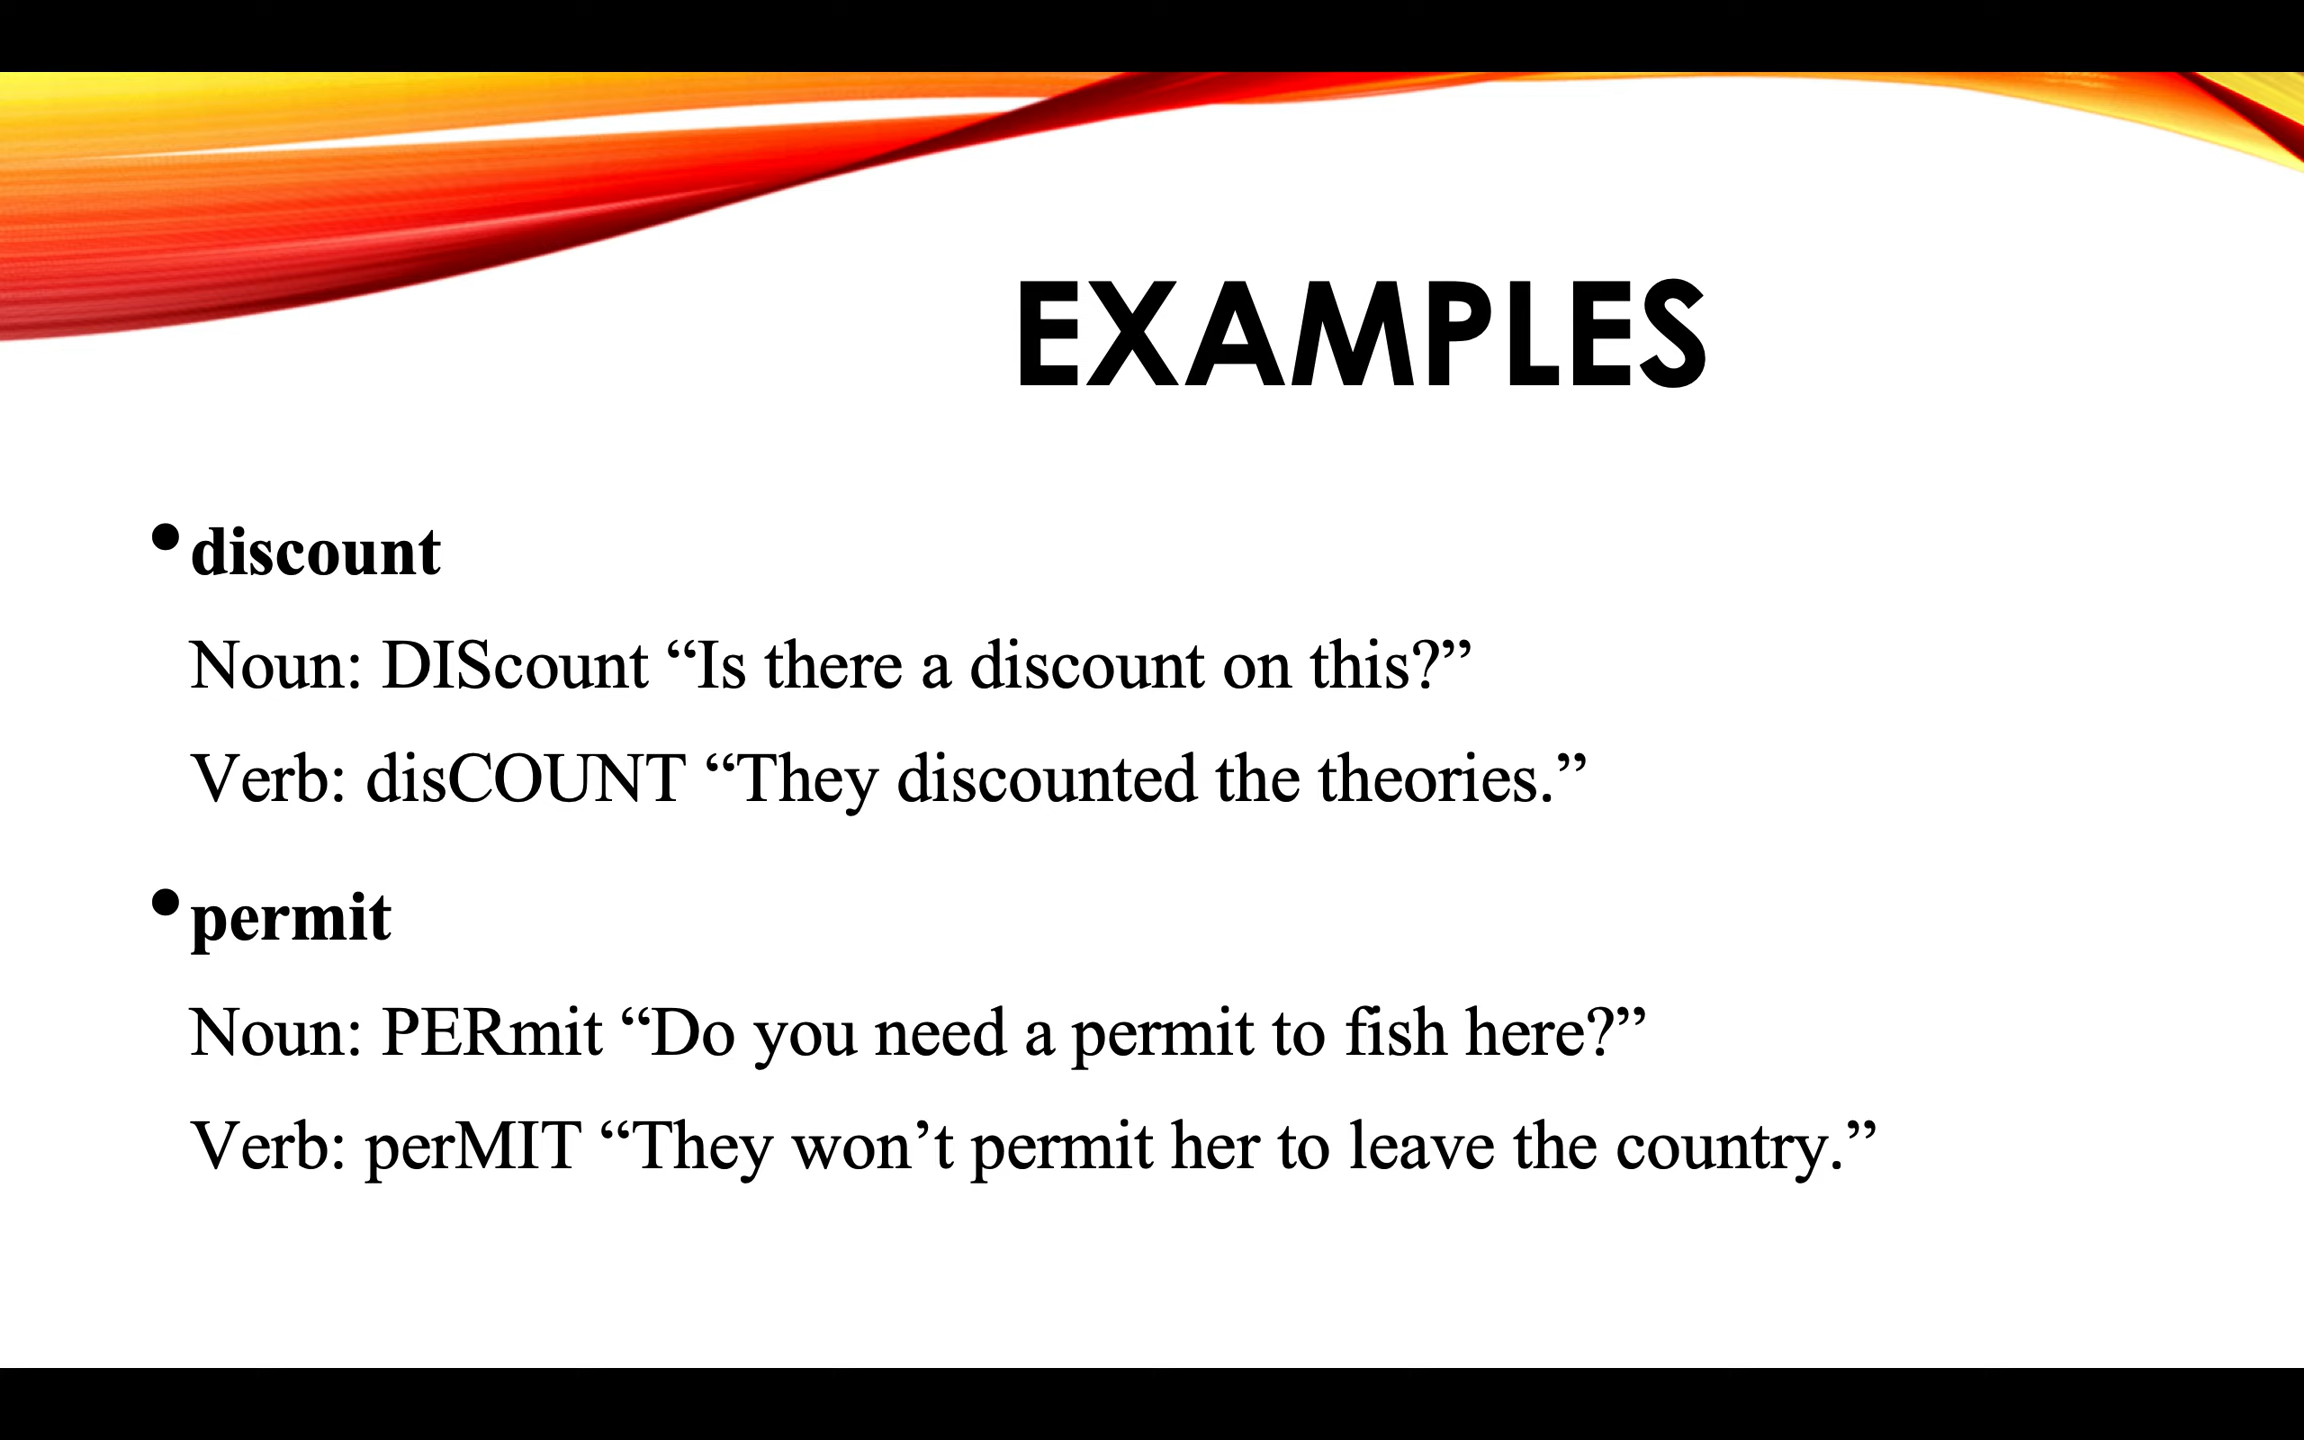 EXAMPLES
•discount
Noun: DIScount “Is there a discount on this?”
Verb: disCOUNT “They discounted the theories.”
•permit
Noun: PERmit “Do you need a permit to fish here?”
Verb: perMIT “They won’t permit her to leave the country.”